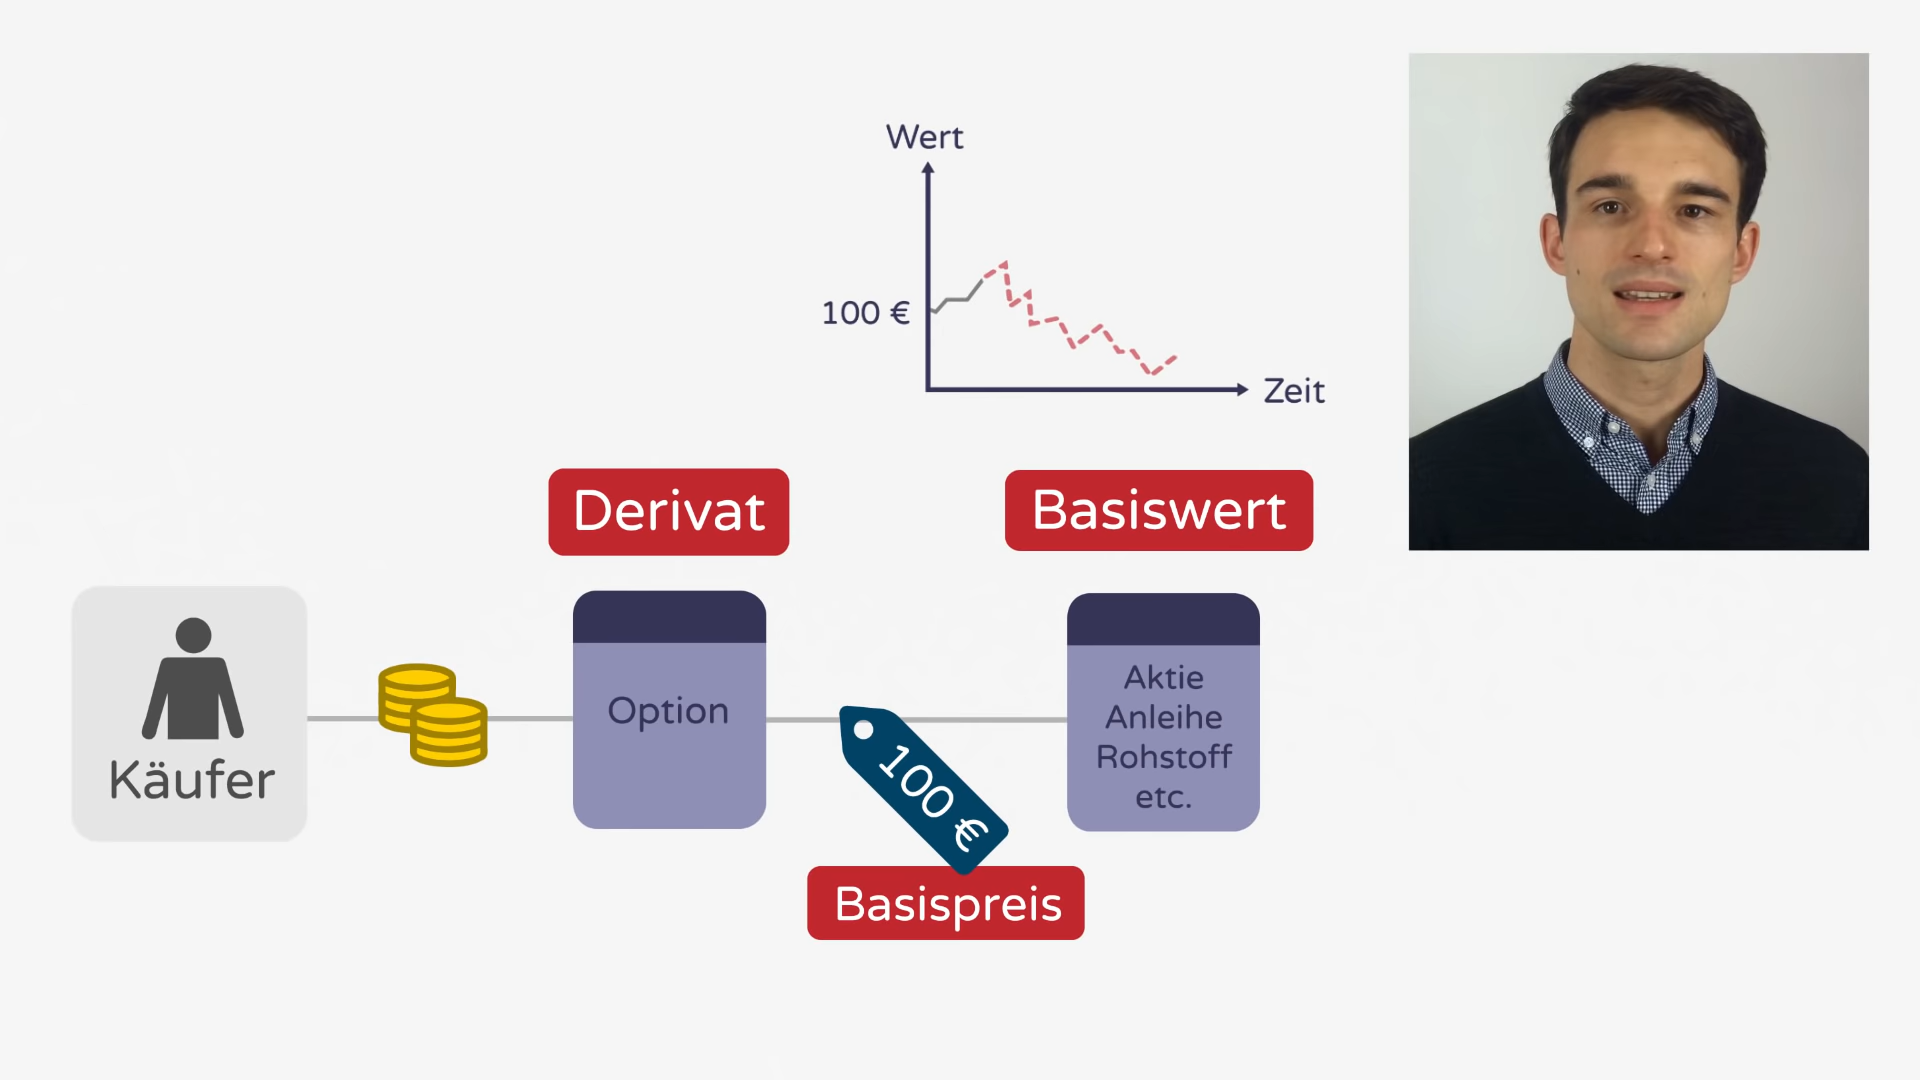 Wert
100 €
Zeit
Derivat
Basiswert
Käufer
Option
100 €
Aktie
Anleihe
Rohstoff
etc.
Basispreis